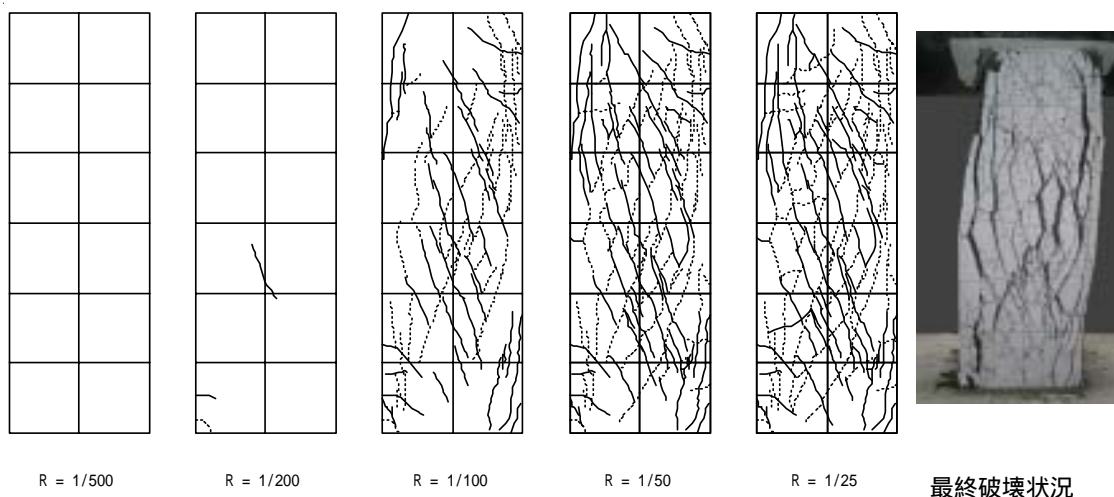 R = 1/500
R = 1/200
R = 1/100
R = 1/50
R = 1/25
最終破壊状況